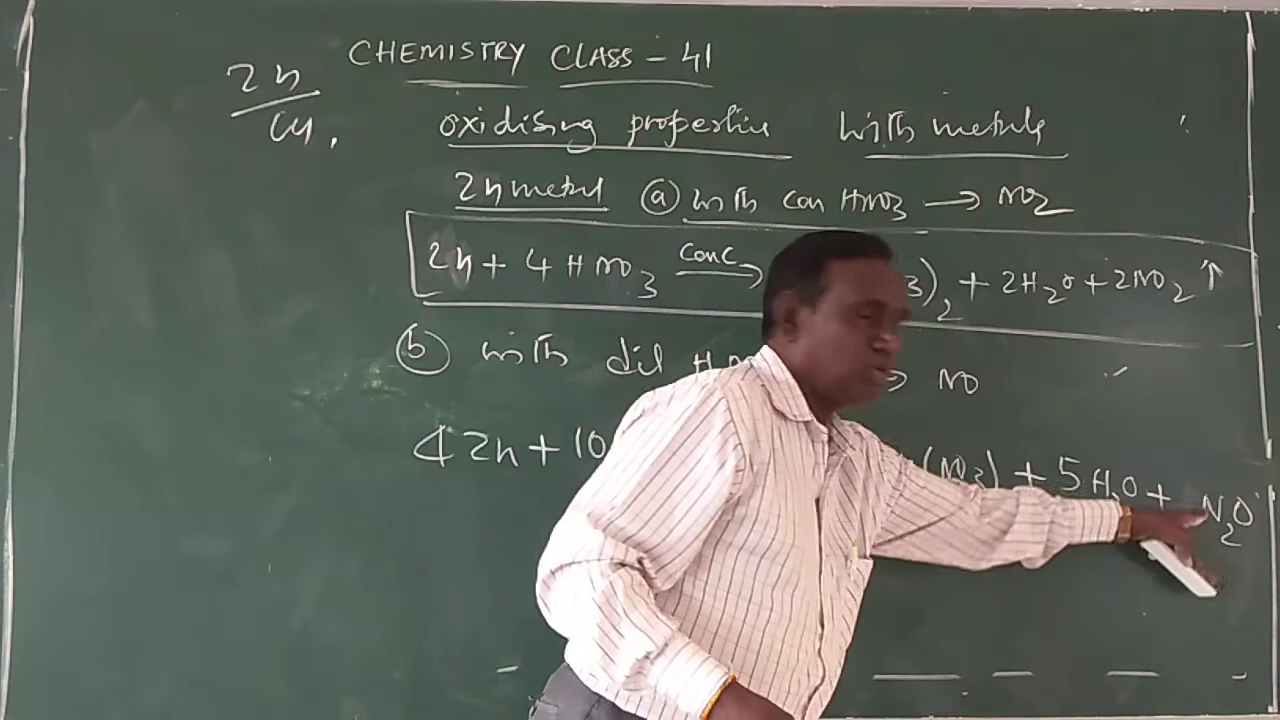 CHEMISTRY CLASS - 41
Zn
Cu.
oxidising properties with metals
Zn metal ⓐ with con HNO3 → NO2
Zn + 4 HNO3 conc → 3)2 + 2H2O + 2NO2 ↑
ⓑ with dil → NO
4 Zn + 10 (NO3) + 5H2O + N2O